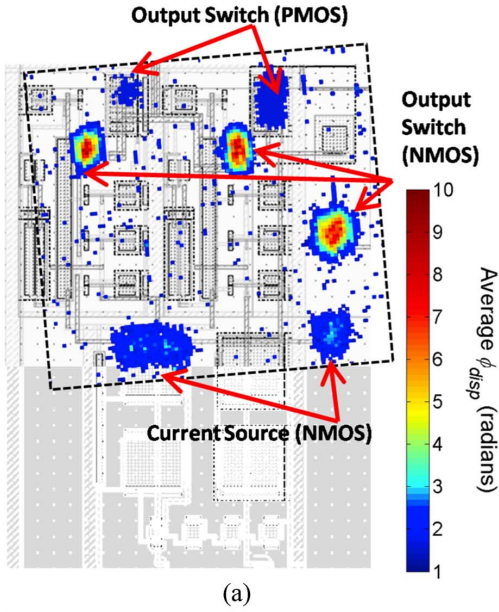 Output Switch (PMOS)
Output
Switch
(NMOS)
10
9
8
7
6
5
4
3
2
1
Average ϕdisp (radians)
Current Source (NMOS)
(a)